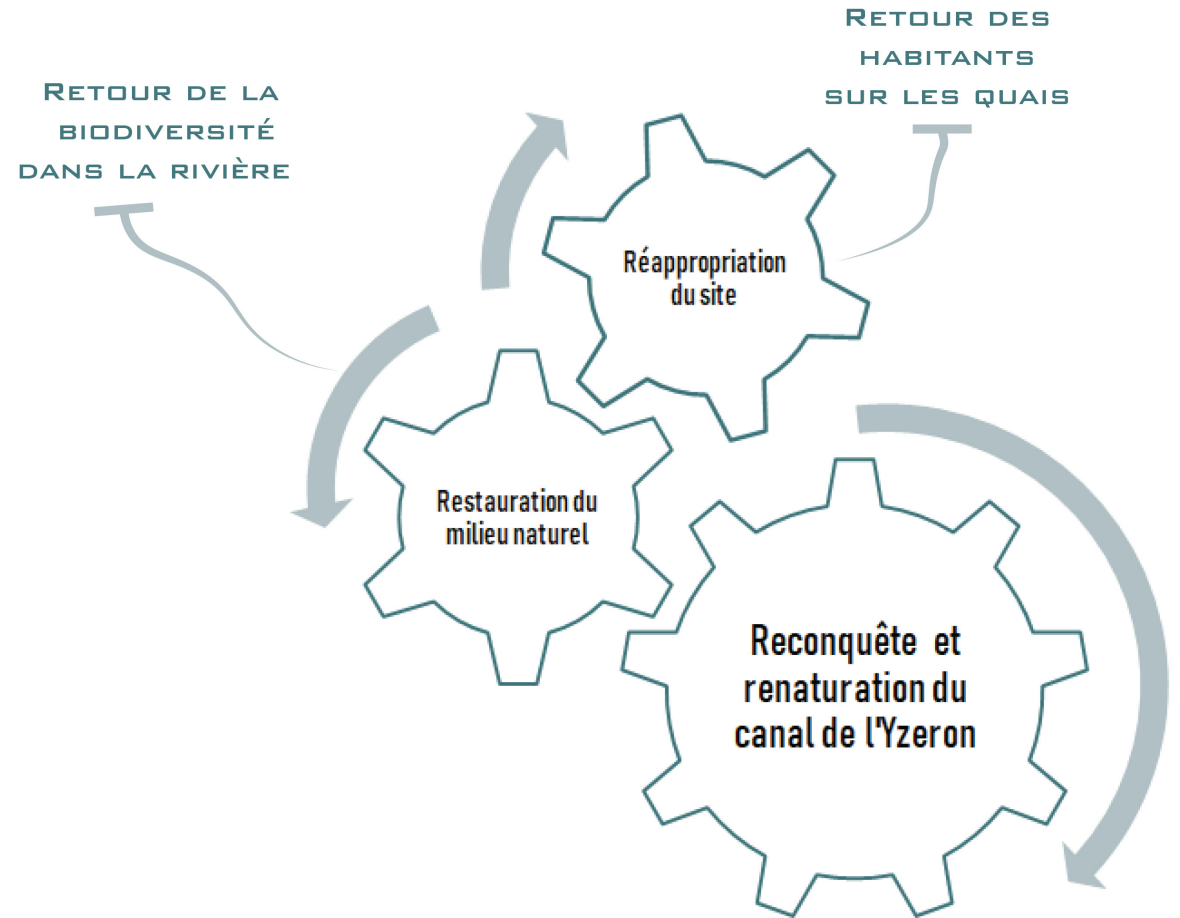 Retour des
habitants
sur les quais
Retour de la
biodiversité
dans la rivière
Réappropriation
du site
Restauration du
milieu naturel
Reconquête et
renaturation du
canal de l'Yzeron